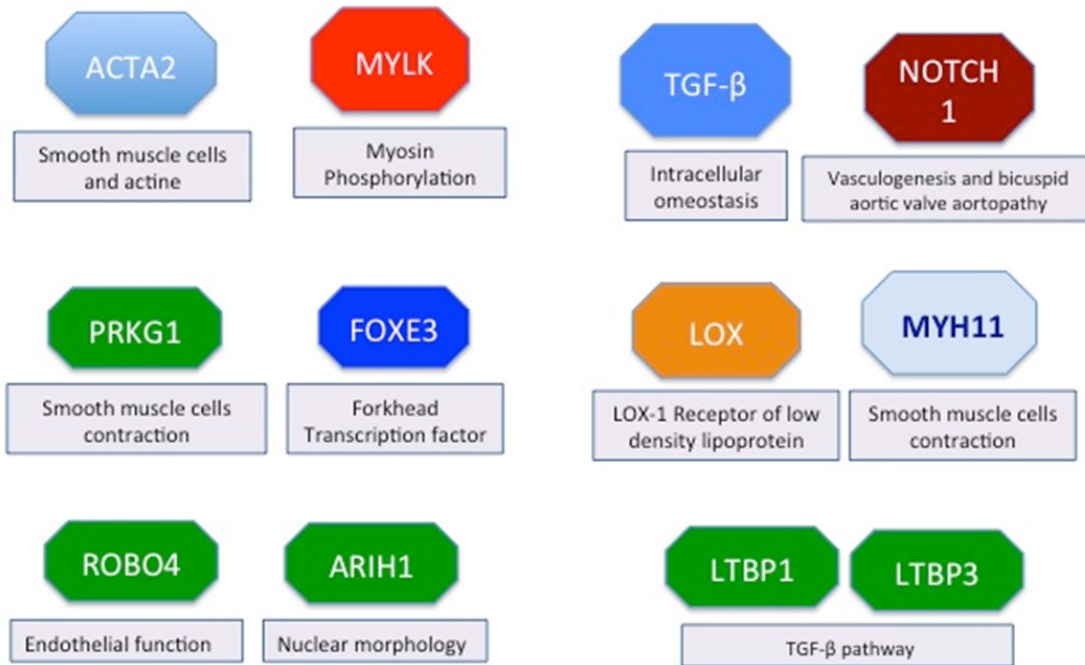 ACTA2
Smooth muscle cells
and actine
MYLK
Myosin
Phosphorylation
TGF-β
Intracellular
omeostasis
NOTCH
1
Vasculogenesis and bicuspid
aortic valve aortopathy
PRKG1
Smooth muscle cells
contraction
FOXE3
Forkhead
Transcription factor
LOX
LOX-1 Receptor of low
density lipoprotein
MYH11
Smooth muscle cells
contraction
ROBO4
Endothelial function
ARIH1
Nuclear morphology
LTBP1
LTBP3
TGF-β pathway